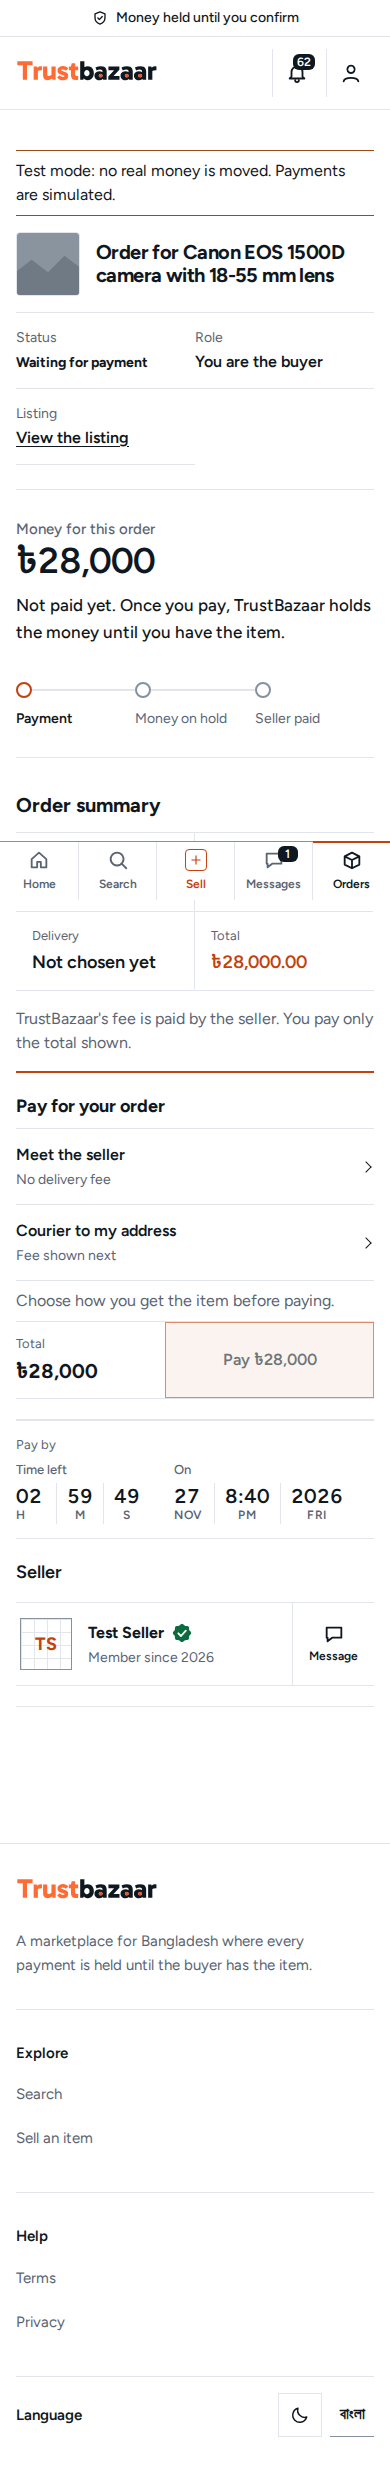 Money held until you confirm
Trustbazaar
62
Test mode: no real money is moved. Payments
are simulated.
Order for Canon EOS 1500D
camera with 18-55 mm lens
Status
Role
Waiting for payment
You are the buyer
Listing
View the listing
Money for this order
৳28,000
Not paid yet. Once you pay, TrustBazaar holds
the money until you have the item.
Payment
Money on hold
Seller paid
Order summary
1
Home
Search
Sell
Messages
Orders
Delivery
Total
Not chosen yet
৳28,000.00
TrustBazaar's fee is paid by the seller. You pay only
the total shown.
Pay for your order
Meet the seller
No delivery fee
Courier to my address
Fee shown next
Choose how you get the item before paying.
Total
৳28,000
Pay ৳28,000
Pay by
Time left
On
02 59 49
27 8:40 2026
H M S
NOV PM FRI
Seller
TS
Test Seller
Member since 2026
Message
Trustbazaar
A marketplace for Bangladesh where every
payment is held until the buyer has the item.
Explore
Search
Sell an item
Help
Terms
Privacy
Language
বাংলা